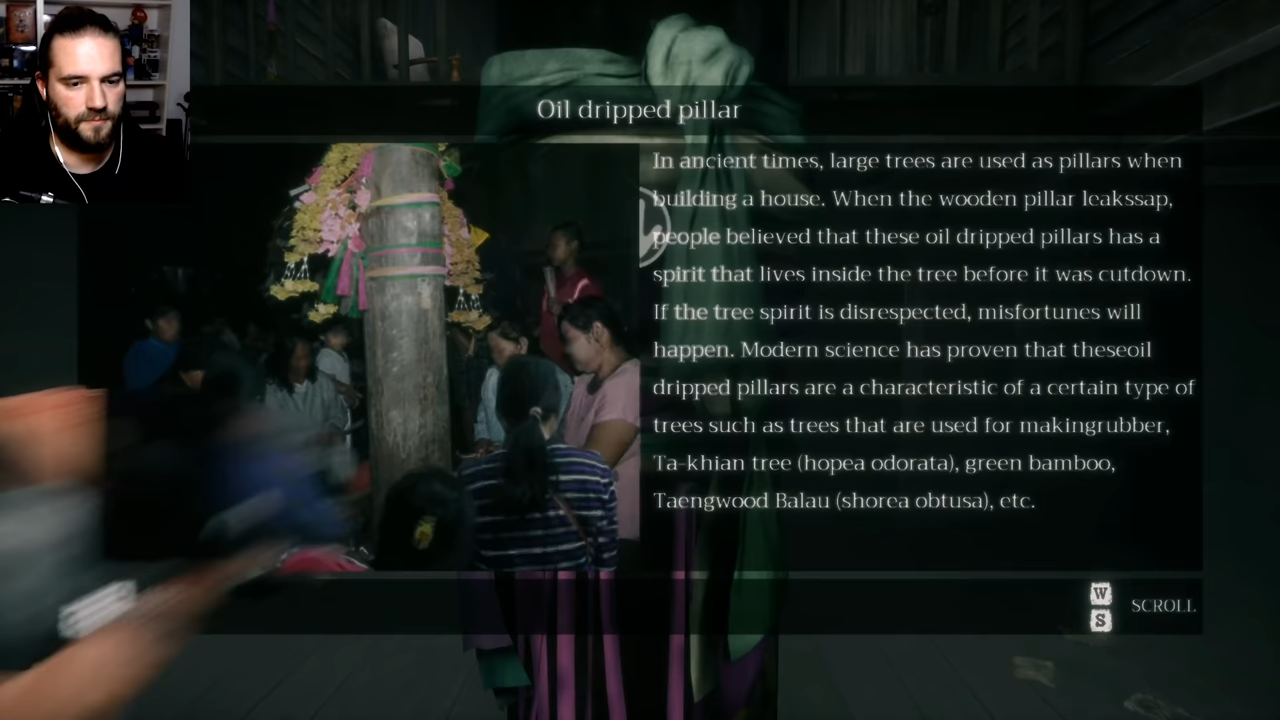 Oil dripped pillar
In ancient times, large trees are used as pillars when
building a house. When the wooden pillar leakssap,
people believed that these oil dripped pillars has a
spirit that lives inside the tree before it was cutdown.
If the tree spirit is disrespected, misfortunes will
happen. Modern science has proven that theseoil
dripped pillars are a characteristic of a certain type of
trees such as trees that are used for makingrubber,
Ta-khian tree (hopea odorata), green bamboo,
Taengwood Balau (shorea obtusa), etc.
W
S
SCROLL